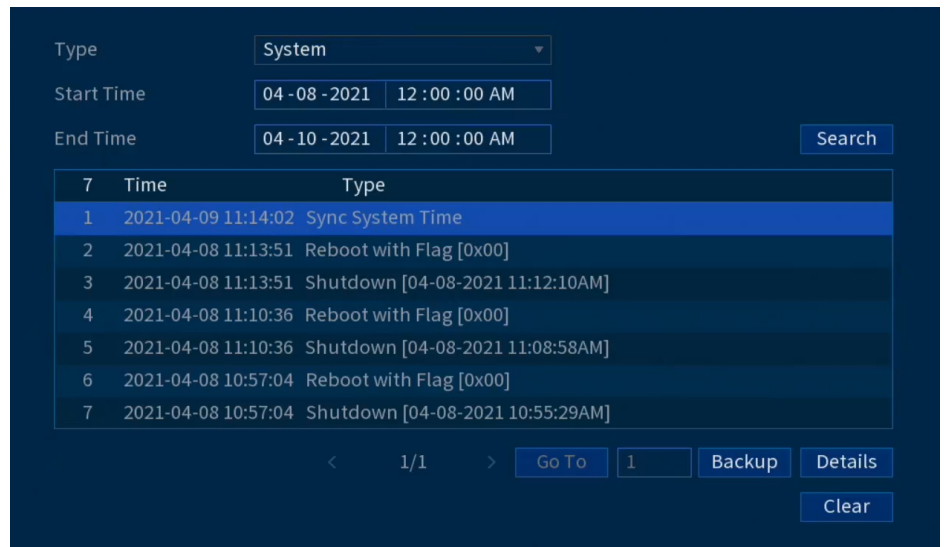 Type System
Start Time 04 -08 -2021 12 :00 :00 AM
End Time 04 -10 -2021 12 :00 :00 AM Search
7 Time Type
1 2021-04-09 11:14:02 Sync System Time
2 2021-04-08 11:13:51 Reboot with Flag [0x00]
3 2021-04-08 11:13:51 Shutdown [04-08-2021 11:12:10AM]
4 2021-04-08 11:10:36 Reboot with Flag [0x00]
5 2021-04-08 11:10:36 Shutdown [04-08-2021 11:08:58AM]
6 2021-04-08 10:57:04 Reboot with Flag [0x00]
7 2021-04-08 10:57:04 Shutdown [04-08-2021 10:55:29AM]
< 1/1 > Go To 1 Backup Details
Clear